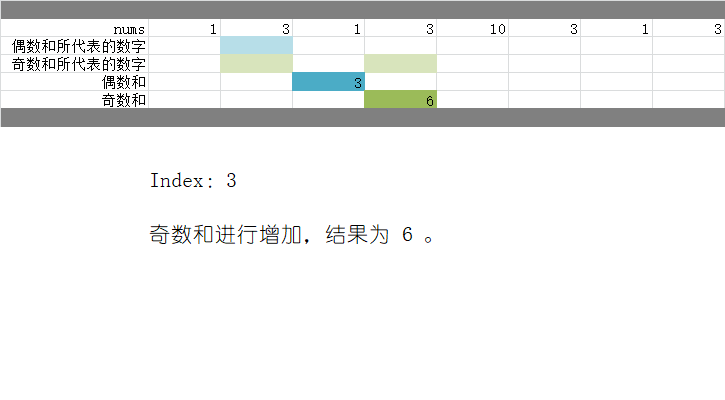 nums 1 3 1 3 10 3 1 3
偶数和所代表的数字
奇数和所代表的数字
偶数和 3
奇数和 6
Index: 3
奇数和进行增加，结果为 6 。